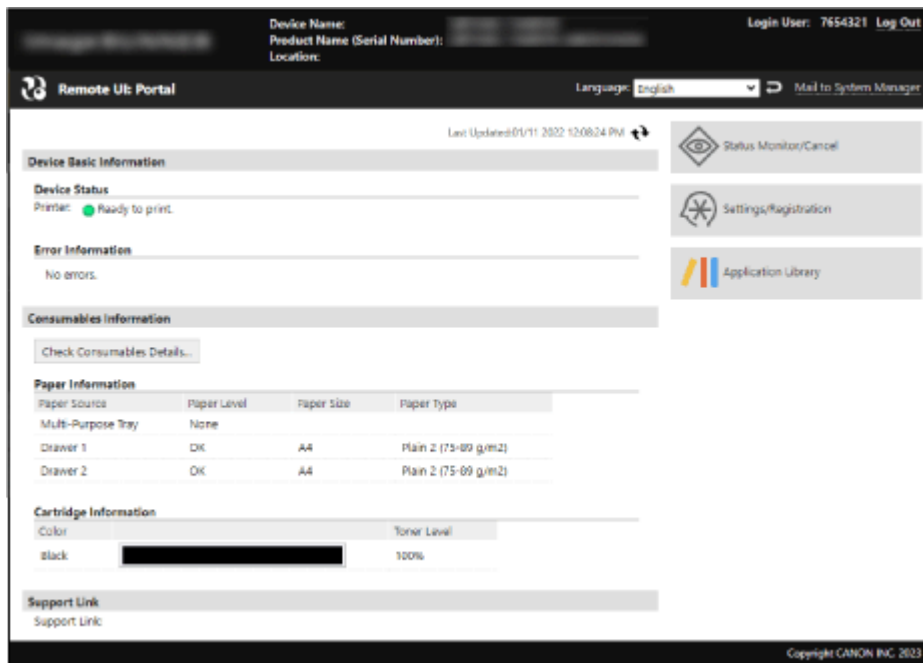 Device Name:
Product Name (Serial Number):
Location:
Login User: 7654321 Log Out
Remote UI: Portal
Language: English
Mail to System Manager
Last Updated:01/11 2022 12:08:24 PM
Device Basic Information
Device Status
Printer: Ready to print.
Error Information
No errors.
Consumables Information
Check Consumables Details...
Paper Information
Paper Source Paper Level Paper Size Paper Type
Multi-Purpose Tray None
Drawer 1 OK A4 Plain 2 (75-89 g/m2)
Drawer 2 OK A4 Plain 2 (75-89 g/m2)
Cartridge Information
Color Toner Level
Black 100%
Support Link
Support Link:
Status Monitor/Cancel
Settings/Registration
Application Library
Copyright CANON INC. 2023